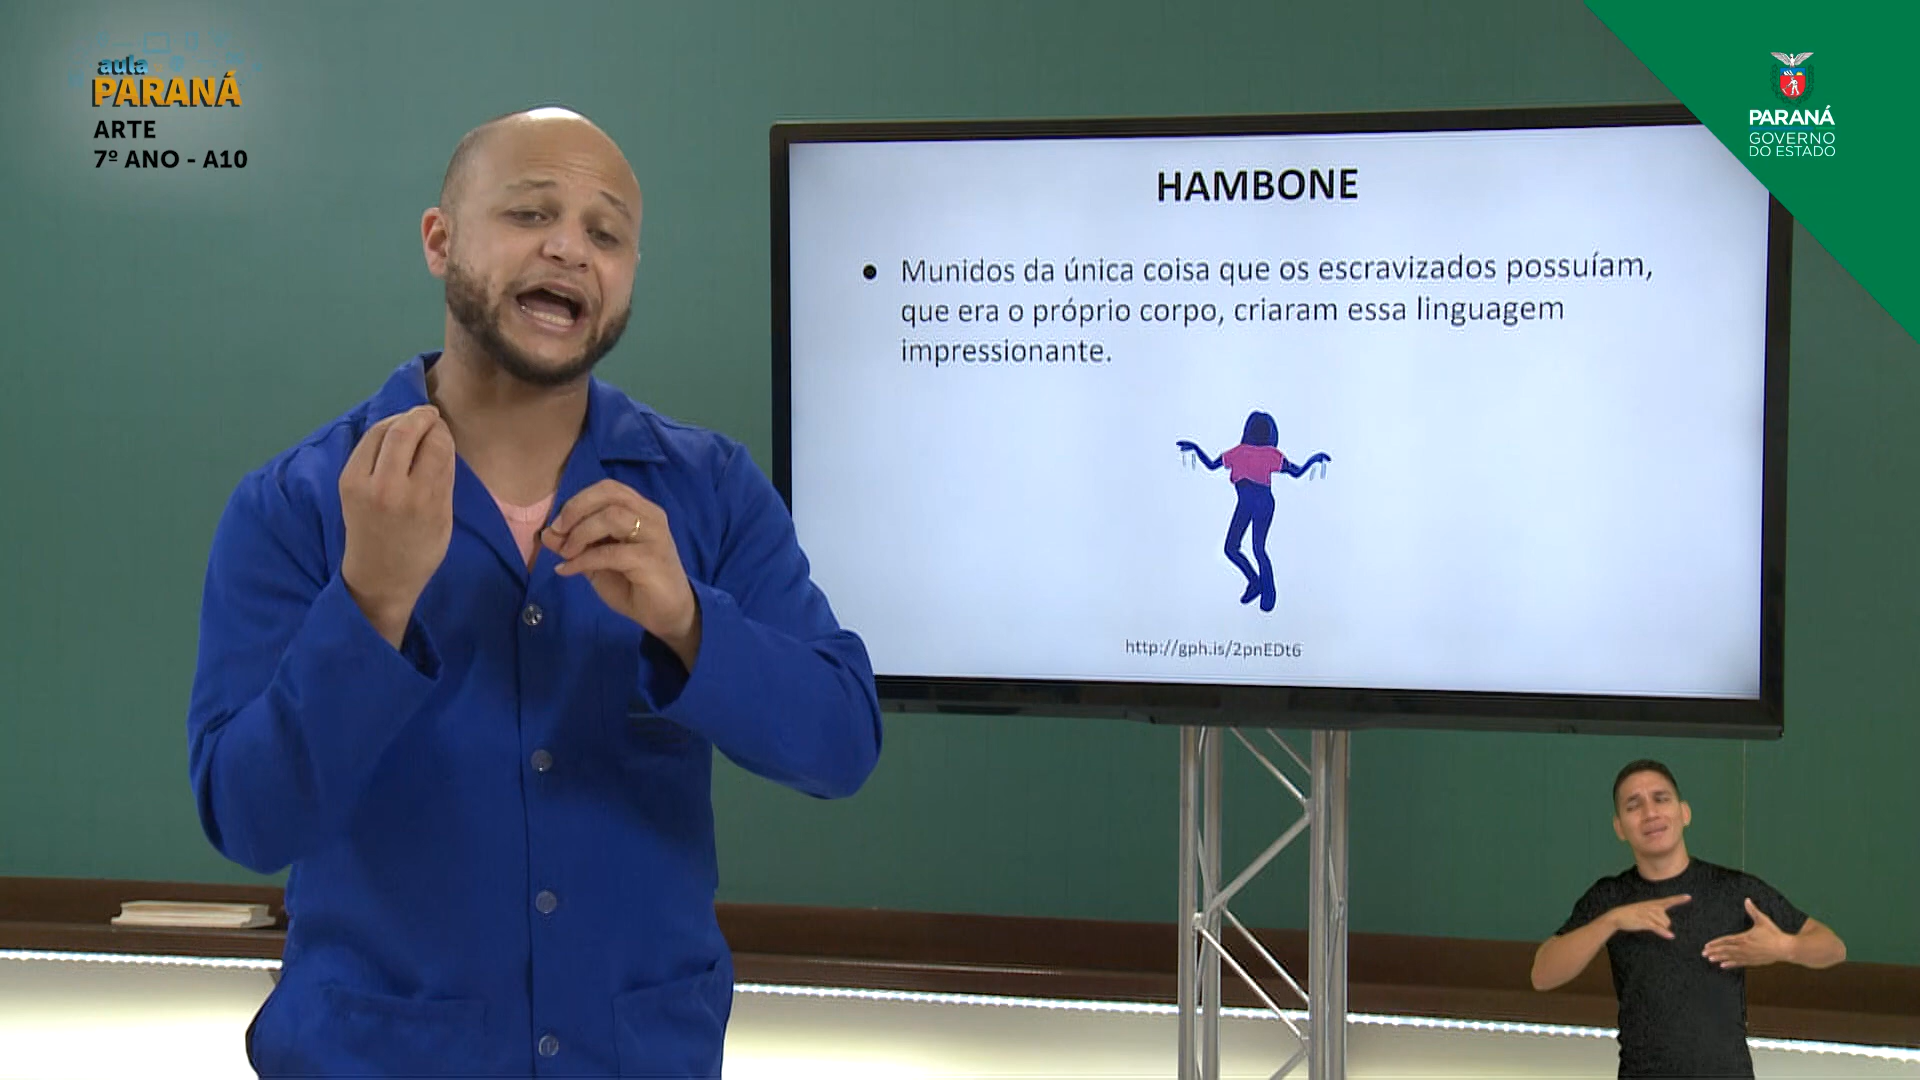 aula
PARANÁ
ARTE
7º ANO - A10
PARANÁ
GOVERNO
DO ESTADO
HAMBONE
● Munidos da única coisa que os escravizados possuíam,
que era o próprio corpo, criaram essa linguagem
impressionante.
http://gph.is/2pnEDt6